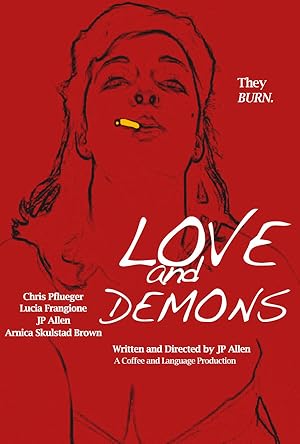 They
BURN.
LOVE
and
DEMONS
Chris Pflueger
Lucia Frangione
JP Allen
Arnica Skulstad Brown
Written and Directed by JP Allen
A Coffee and Language Production